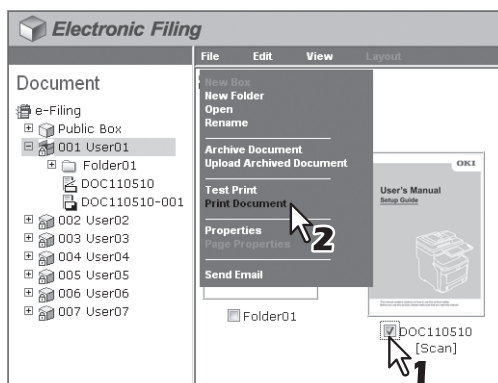 Electronic Filing
File Edit View Layout
Document
e-Filing
Public Box
001 User01
Folder01
DOC110510
DOC110510-001
002 User02
003 User03
004 User04
005 User05
006 User06
007 User07
New Box
New Folder
Open
Rename
Archive Document
Upload Archived Document
Test Print
Print Document
Properties
Page Properties
Send Email
2
Folder01
OKI
User's Manual
Setup Guide
DOC110510
[Scan]
1